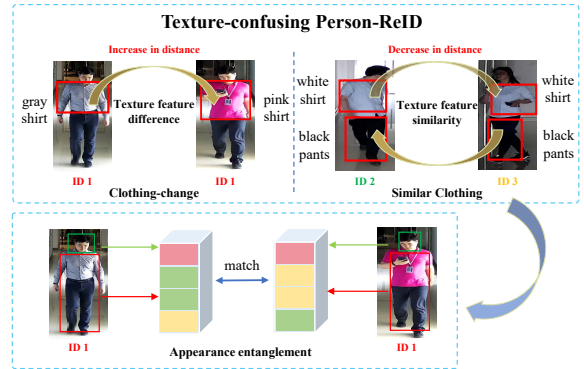 Texture-confusing Person-ReID
Increase in distance
Decrease in distance
gray
shirt
Texture feature
difference
pink
shirt
white
shirt
black
pants
Texture feature
similarity
white
shirt
black
pants
ID 1
ID 1
ID 2
ID 3
Clothing-change
Similar Clothing
match
ID 1
ID 1
Appearance entanglement